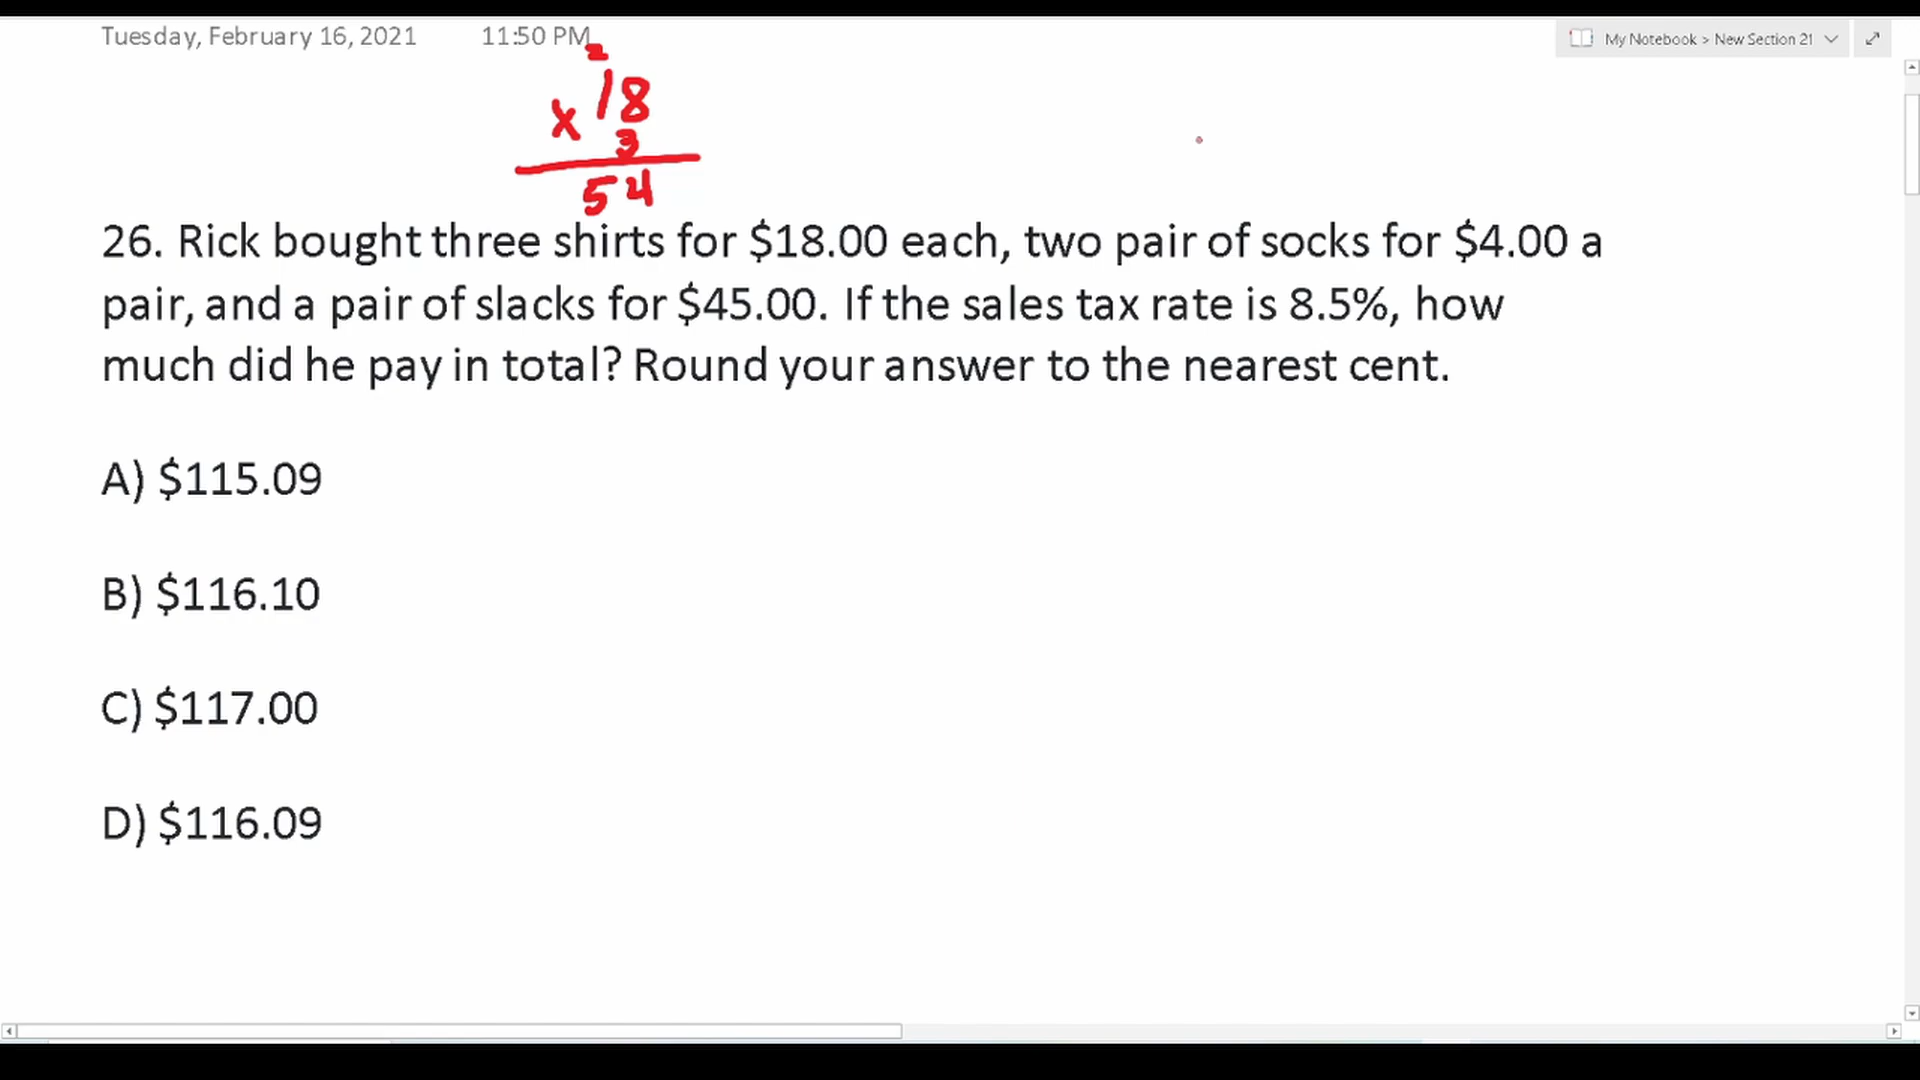 Tuesday, February 16, 2021 11:50 PM
My Notebook > New Section 21
2
18
x 3
54
26. Rick bought three shirts for $18.00 each, two pair of socks for $4.00 a
pair, and a pair of slacks for $45.00. If the sales tax rate is 8.5%, how
much did he pay in total? Round your answer to the nearest cent.
A) $115.09
B) $116.10
C) $117.00
D) $116.09